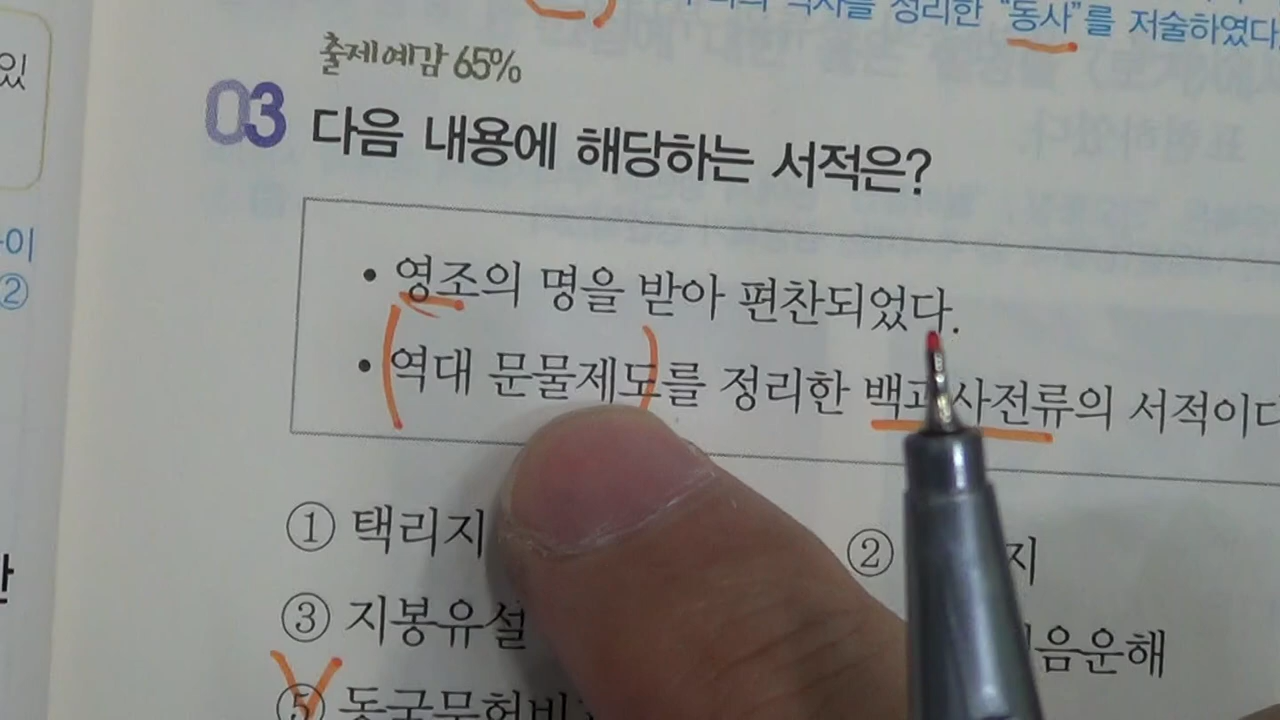 정리한 "동사"를 저술하였다.
출제예감 65%
있
03 다음 내용에 해당하는 서적은?
②
• 영조의 명을 받아 편찬되었다.
• 역대 문물제도를 정리한 백과사전류의 서적이다
① 택리지
②
지
③ 지봉유설
음운해
⑤ 동국문헌비